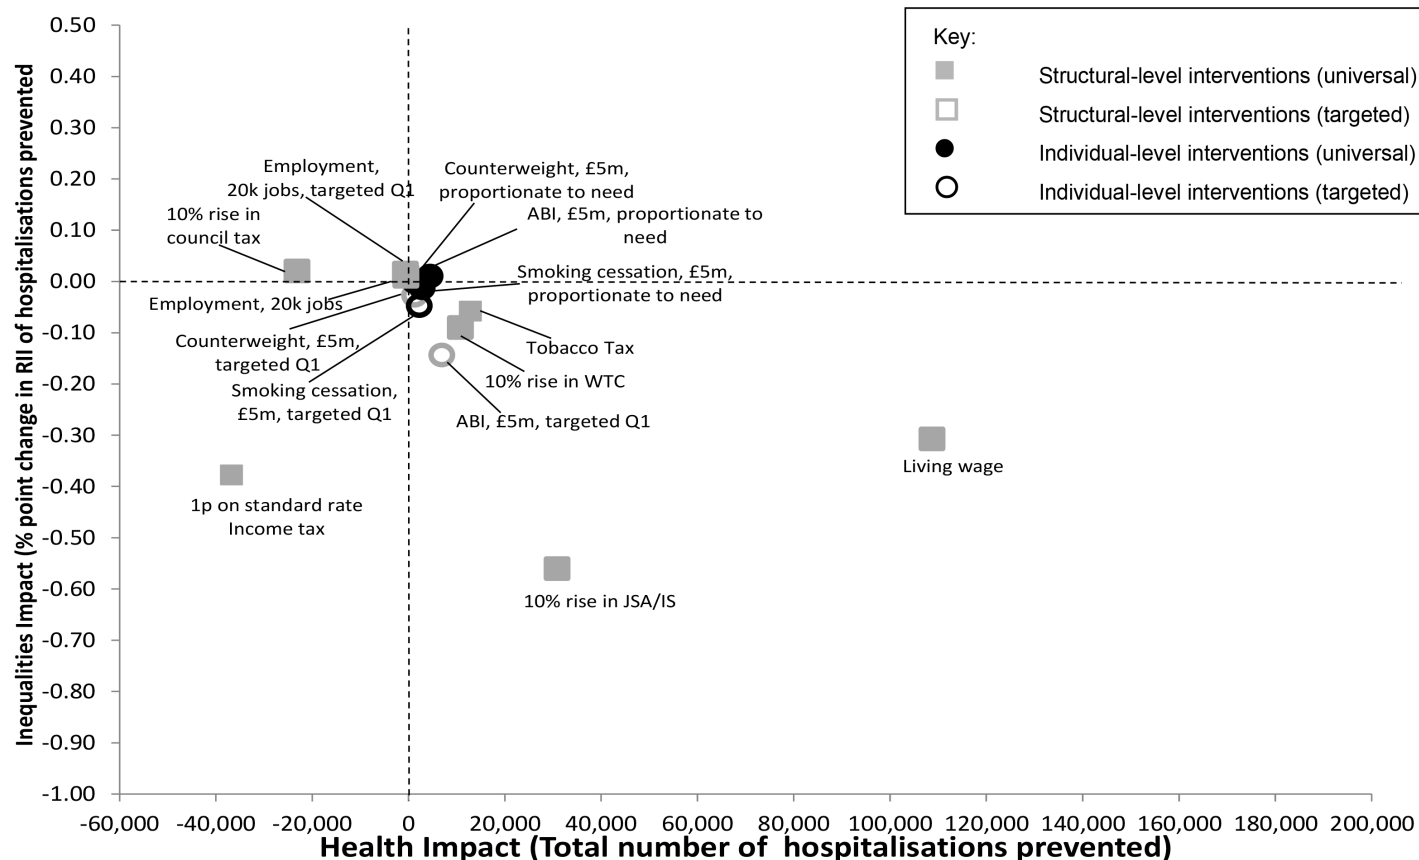 Key:
Structural-level interventions (universal)
Structural-level interventions (targeted)
Individual-level interventions (universal)
Individual-level interventions (targeted)
Inequalities Impact (% point change in RII of hospitalisations prevented
0.50
0.40
0.30
0.20
0.10
0.00
-0.10
-0.20
-0.30
-0.40
-0.50
-0.60
-0.70
-0.80
-0.90
-1.00
Employment,
20k jobs, targeted Q1
10% rise in
council tax
Counterweight, £5m,
proportionate to need
ABI, £5m, proportionate to
need
Smoking cessation, £5m,
proportionate to need
Employment, 20k jobs
Counterweight, £5m,
targeted Q1
Smoking cessation,
£5m, targeted Q1
Tobacco Tax
10% rise in WTC
ABI, £5m, targeted Q1
Living wage
1p on standard rate
Income tax
10% rise in JSA/IS
-60,000 -40,000 -20,000 0 20,000 40,000 60,000 80,000 100,000 120,000 140,000 160,000 180,000 200,000
Health Impact (Total number of hospitalisations prevented)